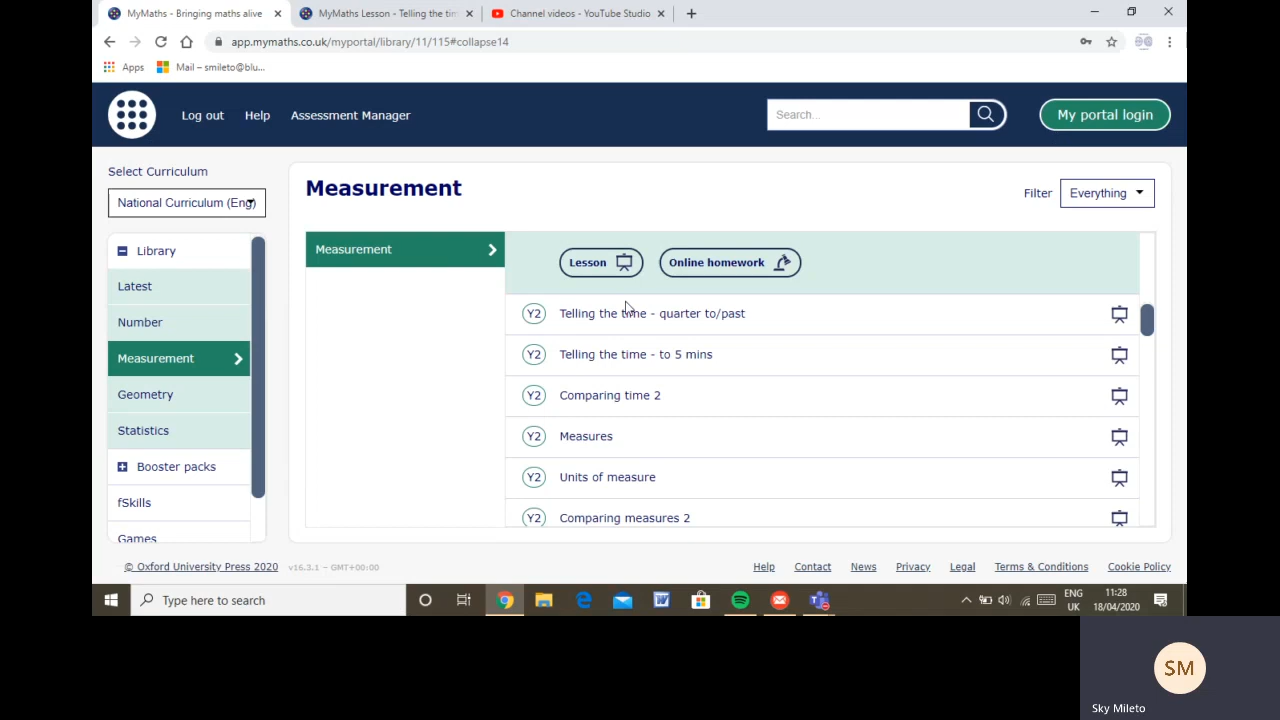 MyMaths - Bringing maths alive
MyMaths Lesson - Telling the tim
Channel videos - YouTube Studio
app.mymaths.co.uk/myportal/library/11/115#collapse14
Apps
Mail – smileto@blu...
Log out
Help
Assessment Manager
Search...
My portal login
Select Curriculum
National Curriculum (Eng)
Library
Latest
Number
Measurement
Geometry
Statistics
Booster packs
fSkills
Games
Measurement
Filter
Everything
Measurement
Lesson
Online homework
Y2 Telling the time - quarter to/past
Y2 Telling the time - to 5 mins
Y2 Comparing time 2
Y2 Measures
Y2 Units of measure
Y2 Comparing measures 2
© Oxford University Press 2020
v16.3.1 – GMT+00:00
Help
Contact
News
Privacy
Legal
Terms & Conditions
Cookie Policy
Type here to search
ENG
UK
11:28
18/04/2020
SM
Sky Mileto